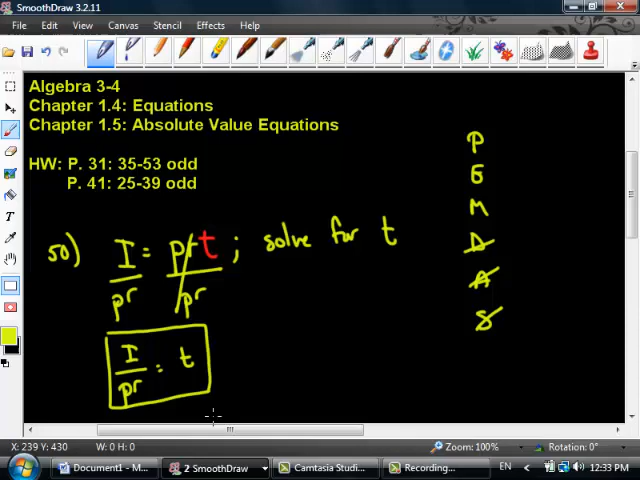 SmoothDraw 3.2.11
File Edit View Canvas Stencil Effects Help
Algebra 3-4
Chapter 1.4: Equations
Chapter 1.5: Absolute Value Equations
HW: P. 31: 35-53 odd
P. 41: 25-39 odd
P
E
M
D
A
S
50) I = prt ; solve for t
pr pr
I = t
pr
X: 239 Y: 430 W: 0 H: 0 Zoom: 100% Rotation: 0°
Document1 - M... 2 SmoothDraw Camtasia Studi... Recording... EN 12:33 PM